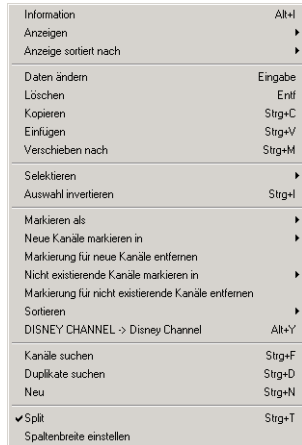 Information Alt+I
Anzeigen
Anzeige sortiert nach
Daten ändern Eingabe
Löschen Entf
Kopieren Strg+C
Einfügen Strg+V
Verschieben nach Strg+M
Selektieren
Auswahl invertieren Strg+I
Markieren als
Neue Kanäle markieren in
Markierung für neue Kanäle entfernen
Nicht existierende Kanäle markieren in
Markierung für nicht existierende Kanäle entfernen
Sortieren
DISNEY CHANNEL -> Disney Channel Alt+Y
Kanäle suchen Strg+F
Duplikate suchen Strg+D
Neu Strg+N
Split Strg+T
Spaltenbreite einstellen